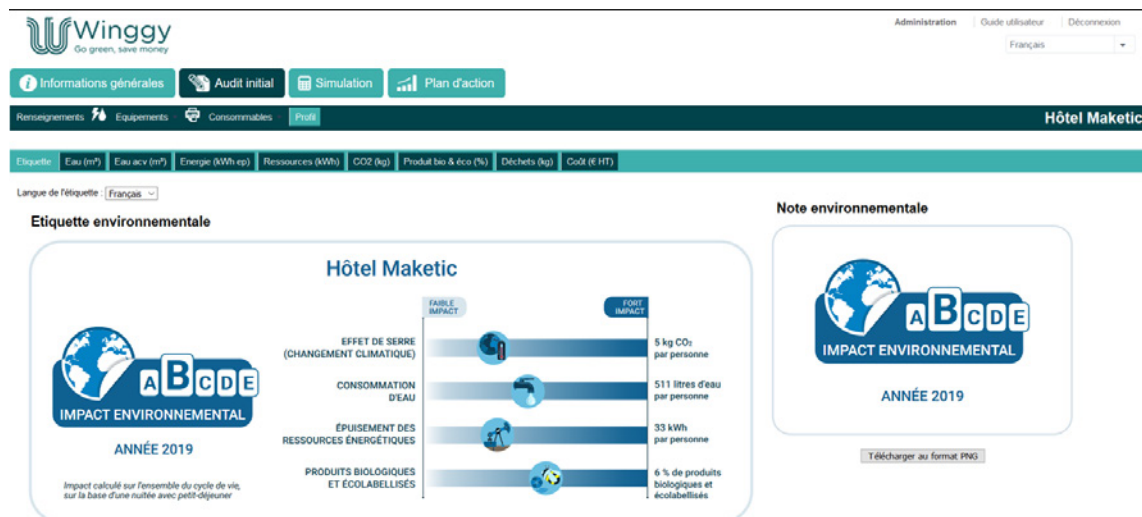 Winggy
Go green, save money
Administration
Guide utilisateur
Déconnexion
Français
Informations générales
Audit initial
Simulation
Plan d'action
Renseignements
Equipements
Consommables
Profil
Hôtel Maketic
Etiquette
Eau (m³)
Eau acv (m³)
Energie (kWh ep)
Ressources (kWh)
CO2 (kg)
Produit bio & éco (%)
Déchets (kg)
Coût (€ HT)
Langue de l'étiquette : Français
Etiquette environnementale
Hôtel Maketic
FAIBLE
IMPACT
FORT
IMPACT
A B C D E
IMPACT ENVIRONNEMENTAL
ANNÉE 2019
Impact calculé sur l'ensemble du cycle de vie,
sur la base d'une nuitée avec petit-déjeuner
EFFET DE SERRE
(CHANGEMENT CLIMATIQUE)
5 kg CO₂
par personne
CONSOMMATION
D'EAU
511 litres d'eau
par personne
ÉPUISEMENT DES
RESSOURCES ÉNERGÉTIQUES
33 kWh
par personne
PRODUITS BIOLOGIQUES
ET ÉCOLABELLISÉS
6 % de produits
biologiques et
écolabellisés
Note environnementale
A B C D E
IMPACT ENVIRONNEMENTAL
ANNÉE 2019
Télécharger au format PNG